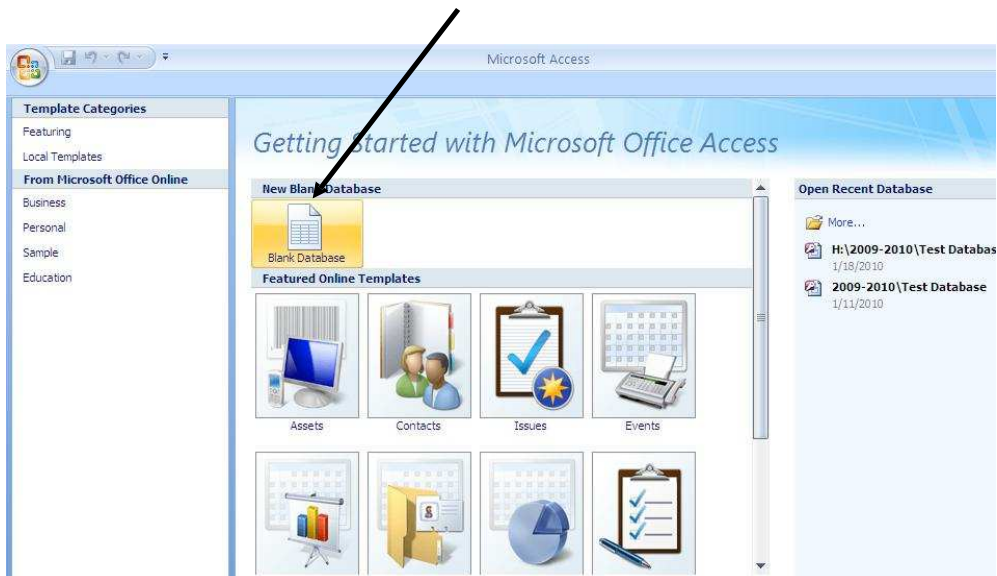 Microsoft Access
Template Categories
Featuring
Local Templates
From Microsoft Office Online
Business
Personal
Sample
Education
Getting Started with Microsoft Office Access
New Blank Database
Blank Database
Featured Online Templates
Assets
Contacts
Issues
Events
Open Recent Database
More...
H:\2009-2010\Test Databas
1/18/2010
2009-2010\Test Database
1/11/2010